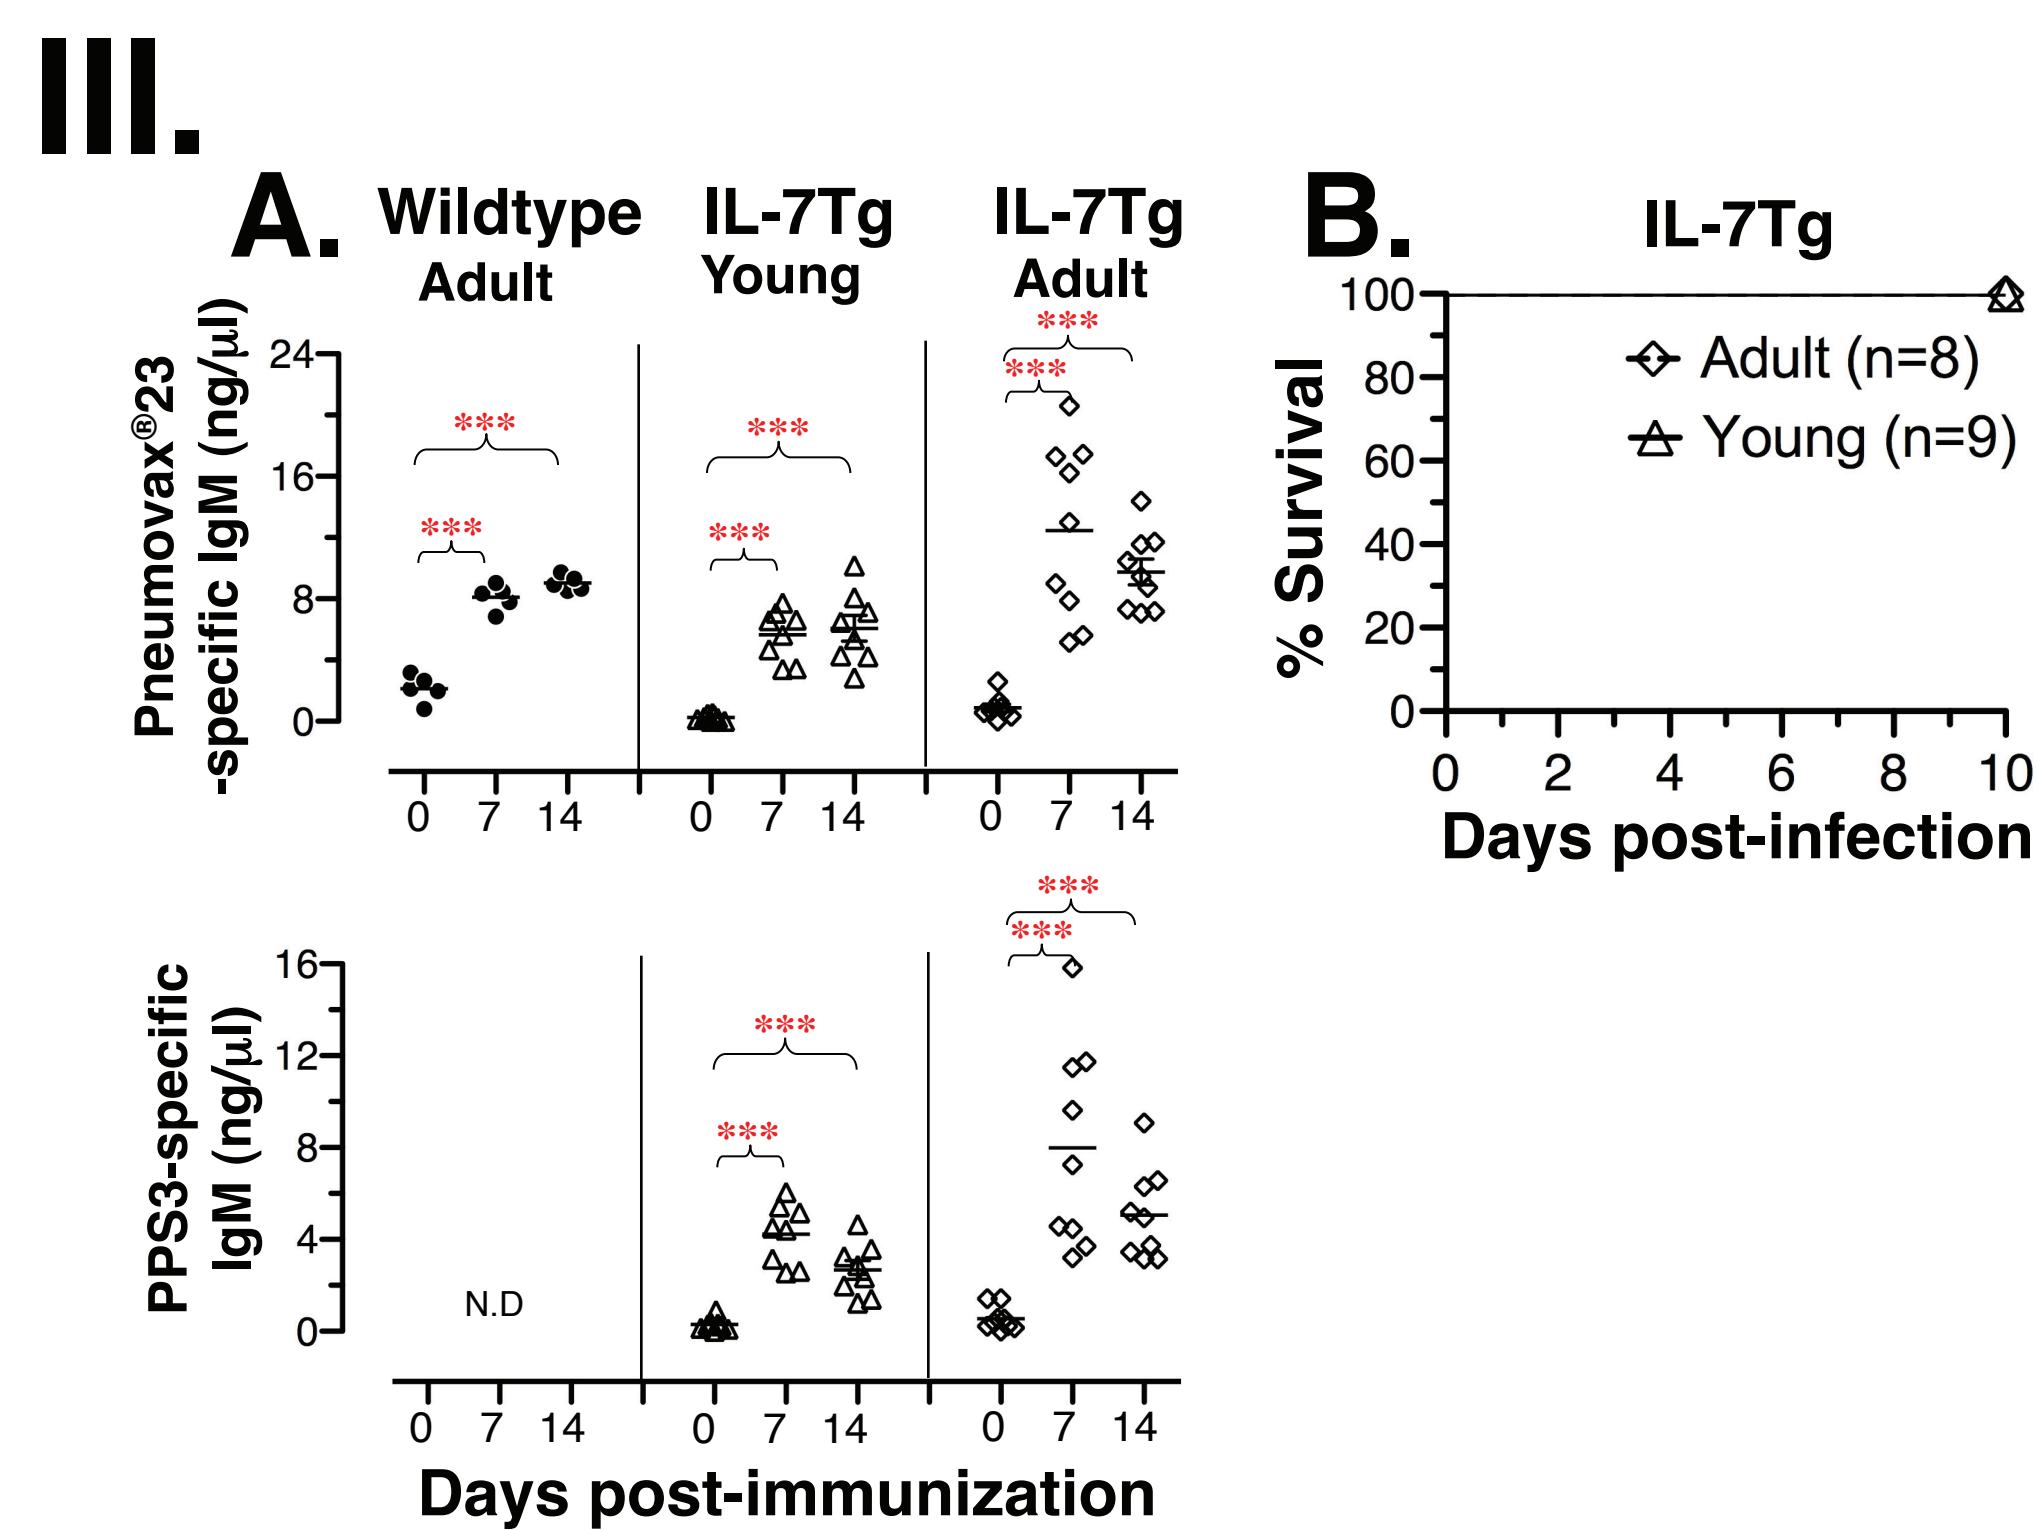 III.
A.
Wildtype
Adult
IL-7Tg
Young
IL-7Tg
Adult
Pneumovax®23
-specific IgM (ng/μl)
24
16
8
0
***
***
***
***
***
***
0 7 14 0 7 14 0 7 14
PPS3-specific
IgM (ng/μl)
16
12
8
4
0
N.D
***
***
***
***
0 7 14 0 7 14 0 7 14
Days post-immunization
B.
IL-7Tg
% Survival
100
80
60
40
20
0
Adult (n=8)
Young (n=9)
0 2 4 6 8 10
Days post-infection